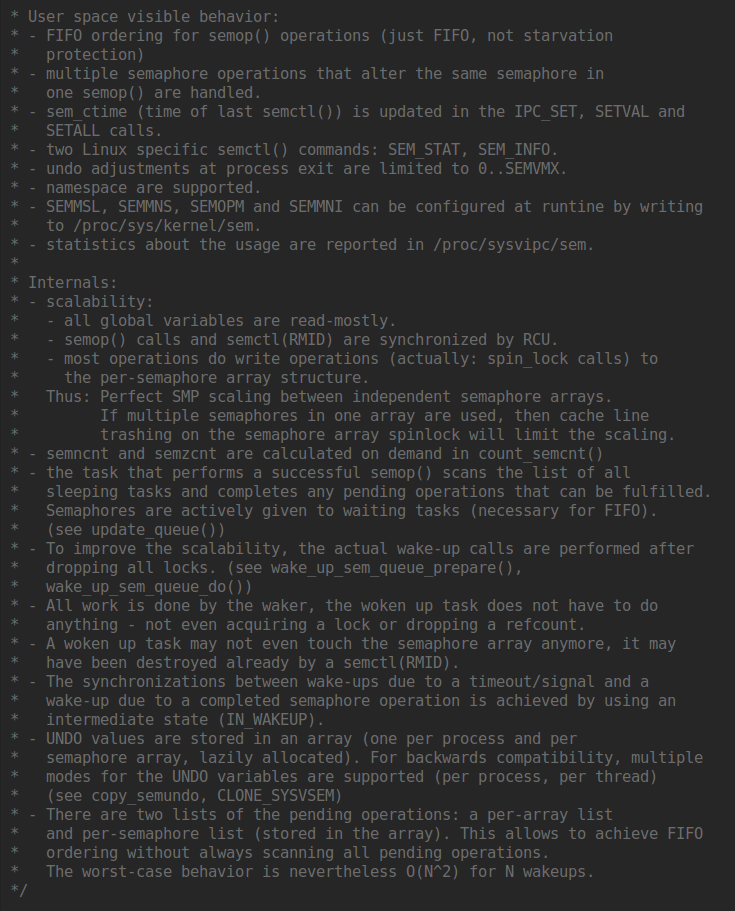 * User space visible behavior:
* - FIFO ordering for semop() operations (just FIFO, not starvation
*   protection)
* - multiple semaphore operations that alter the same semaphore in
*   one semop() are handled.
* - sem_ctime (time of last semctl()) is updated in the IPC_SET, SETVAL and
*   SETALL calls.
* - two Linux specific semctl() commands: SEM_STAT, SEM_INFO.
* - undo adjustments at process exit are limited to 0..SEMVMX.
* - namespace are supported.
* - SEMMSL, SEMMNS, SEMOPM and SEMMNI can be configured at runtine by writing
*   to /proc/sys/kernel/sem.
* - statistics about the usage are reported in /proc/sysvipc/sem.
*
* Internals:
* - scalability:
*   - all global variables are read-mostly.
*   - semop() calls and semctl(RMID) are synchronized by RCU.
*   - most operations do write operations (actually: spin_lock calls) to
*     the per-semaphore array structure.
*   Thus: Perfect SMP scaling between independent semaphore arrays.
*         If multiple semaphores in one array are used, then cache line
*         trashing on the semaphore array spinlock will limit the scaling.
* - semncnt and semzcnt are calculated on demand in count_semcnt()
* - the task that performs a successful semop() scans the list of all
*   sleeping tasks and completes any pending operations that can be fulfilled.
*   Semaphores are actively given to waiting tasks (necessary for FIFO).
*   (see update_queue())
* - To improve the scalability, the actual wake-up calls are performed after
*   dropping all locks. (see wake_up_sem_queue_prepare(),
*   wake_up_sem_queue_do())
* - All work is done by the waker, the woken up task does not have to do
*   anything - not even acquiring a lock or dropping a refcount.
* - A woken up task may not even touch the semaphore array anymore, it may
*   have been destroyed already by a semctl(RMID).
* - The synchronizations between wake-ups due to a timeout/signal and a
*   wake-up due to a completed semaphore operation is achieved by using an
*   intermediate state (IN_WAKEUP).
* - UNDO values are stored in an array (one per process and per
*   semaphore array, lazily allocated). For backwards compatibility, multiple
*   modes for the UNDO variables are supported (per process, per thread)
*   (see copy_semundo, CLONE_SYSVSEM)
* - There are two lists of the pending operations: a per-array list
*   and per-semaphore list (stored in the array). This allows to achieve FIFO
*   ordering without always scanning all pending operations.
*   The worst-case behavior is nevertheless O(N^2) for N wakeups.
*/